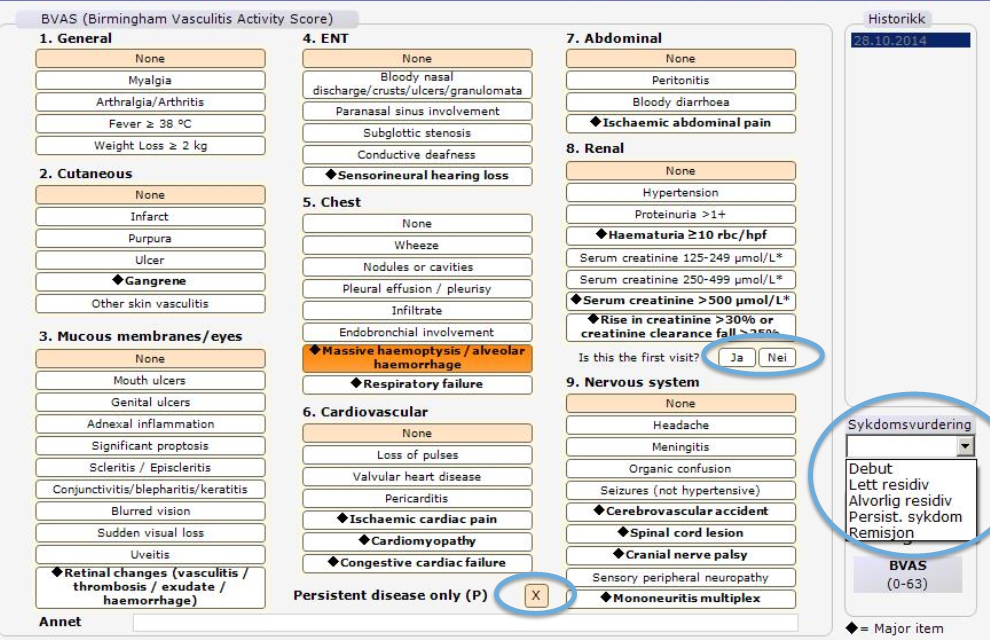 BVAS (Birmingham Vasculitis Activity Score)
1. General
None
Myalgia
Arthralgia/Arthritis
Fever ≥ 38 ºC
Weight Loss ≥ 2 kg
2. Cutaneous
None
Infarct
Purpura
Ulcer
◆Gangrene
Other skin vasculitis
3. Mucous membranes/eyes
None
Mouth ulcers
Genital ulcers
Adnexal inflammation
Significant proptosis
Scleritis / Episcleritis
Conjunctivitis/blepharitis/keratitis
Blurred vision
Sudden visual loss
Uveitis
◆Retinal changes (vasculitis /
thrombosis / exudate /
haemorrhage)
4. ENT
None
Bloody nasal
discharge/crusts/ulcers/granulomata
Paranasal sinus involvement
Subglottic stenosis
Conductive deafness
◆Sensorineural hearing loss
5. Chest
None
Wheeze
Nodules or cavities
Pleural effusion / pleurisy
Infiltrate
Endobronchial involvement
◆Massive haemoptysis / alveolar
haemorrhage
◆Respiratory failure
6. Cardiovascular
None
Loss of pulses
Valvular heart disease
Pericarditis
◆Ischaemic cardiac pain
◆Cardiomyopathy
◆Congestive cardiac failure
Persistent disease only (P) X
7. Abdominal
None
Peritonitis
Bloody diarrhoea
◆Ischaemic abdominal pain
8. Renal
None
Hypertension
Proteinuria >1+
◆Haematuria ≥10 rbc/hpf
Serum creatinine 125-249 µmol/L*
Serum creatinine 250-499 µmol/L*
◆Serum creatinine >500 µmol/L*
◆Rise in creatinine >30% or
creatinine clearance fall >25%
Is this the first visit? Ja Nei
9. Nervous system
None
Headache
Meningitis
Organic confusion
Seizures (not hypertensive)
◆Cerebrovascular accident
◆Spinal cord lesion
◆Cranial nerve palsy
Sensory peripheral neuropathy
◆Mononeuritis multiplex
Annet
Historikk
28.10.2014
Sykdomsvurdering
Debut
Lett residiv
Alvorlig residiv
Persist. sykdom
Remisjon
BVAS
(0-63)
◆= Major item